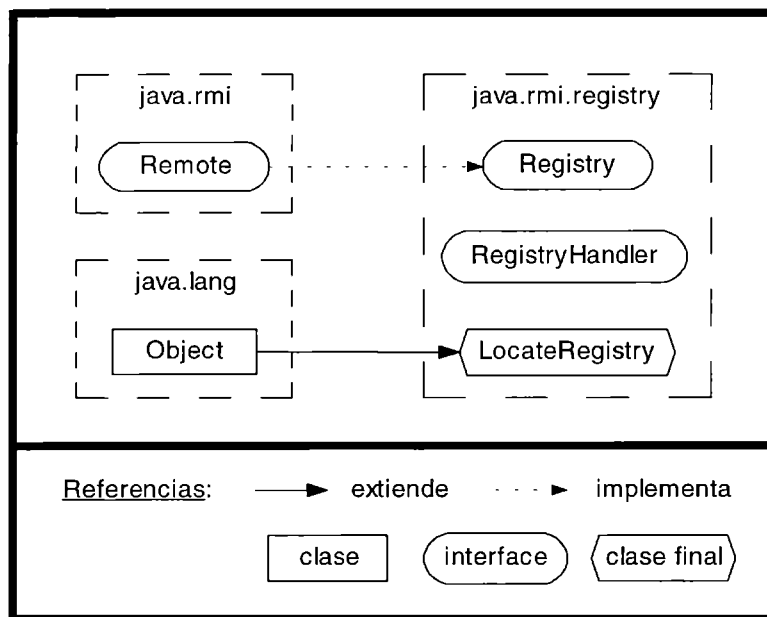 java.rmi
java.rmi.registry
Remote
Registry
RegistryHandler
java.lang
Object
LocateRegistry
Referencias:
extiende
implementa
clase
interface
clase final